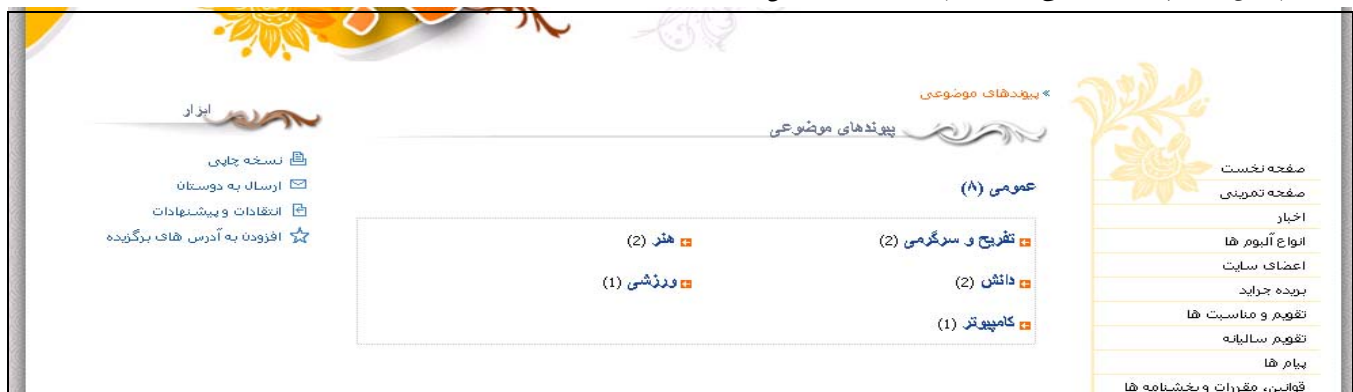 » پیوندهای موضوعی
پیوندهای موضوعی
عمومی (۸)
تفریح و سرگرمی (2)
هنر (2)
دانش (2)
ورزشی (1)
کامپیوتر (1)
صفحه نخست
صفحه تمرینی
اخبار
انواع آلبوم ها
اعضای سایت
بریده جراید
تقویم و مناسبت ها
تقویم سالیانه
پیام ها
قوانین، مقررات و بخشنامه ها
ابزار
نسخه چاپی
ارسال به دوستان
انتقادات و پیشنهادات
افزودن به آدرس های برگزیده